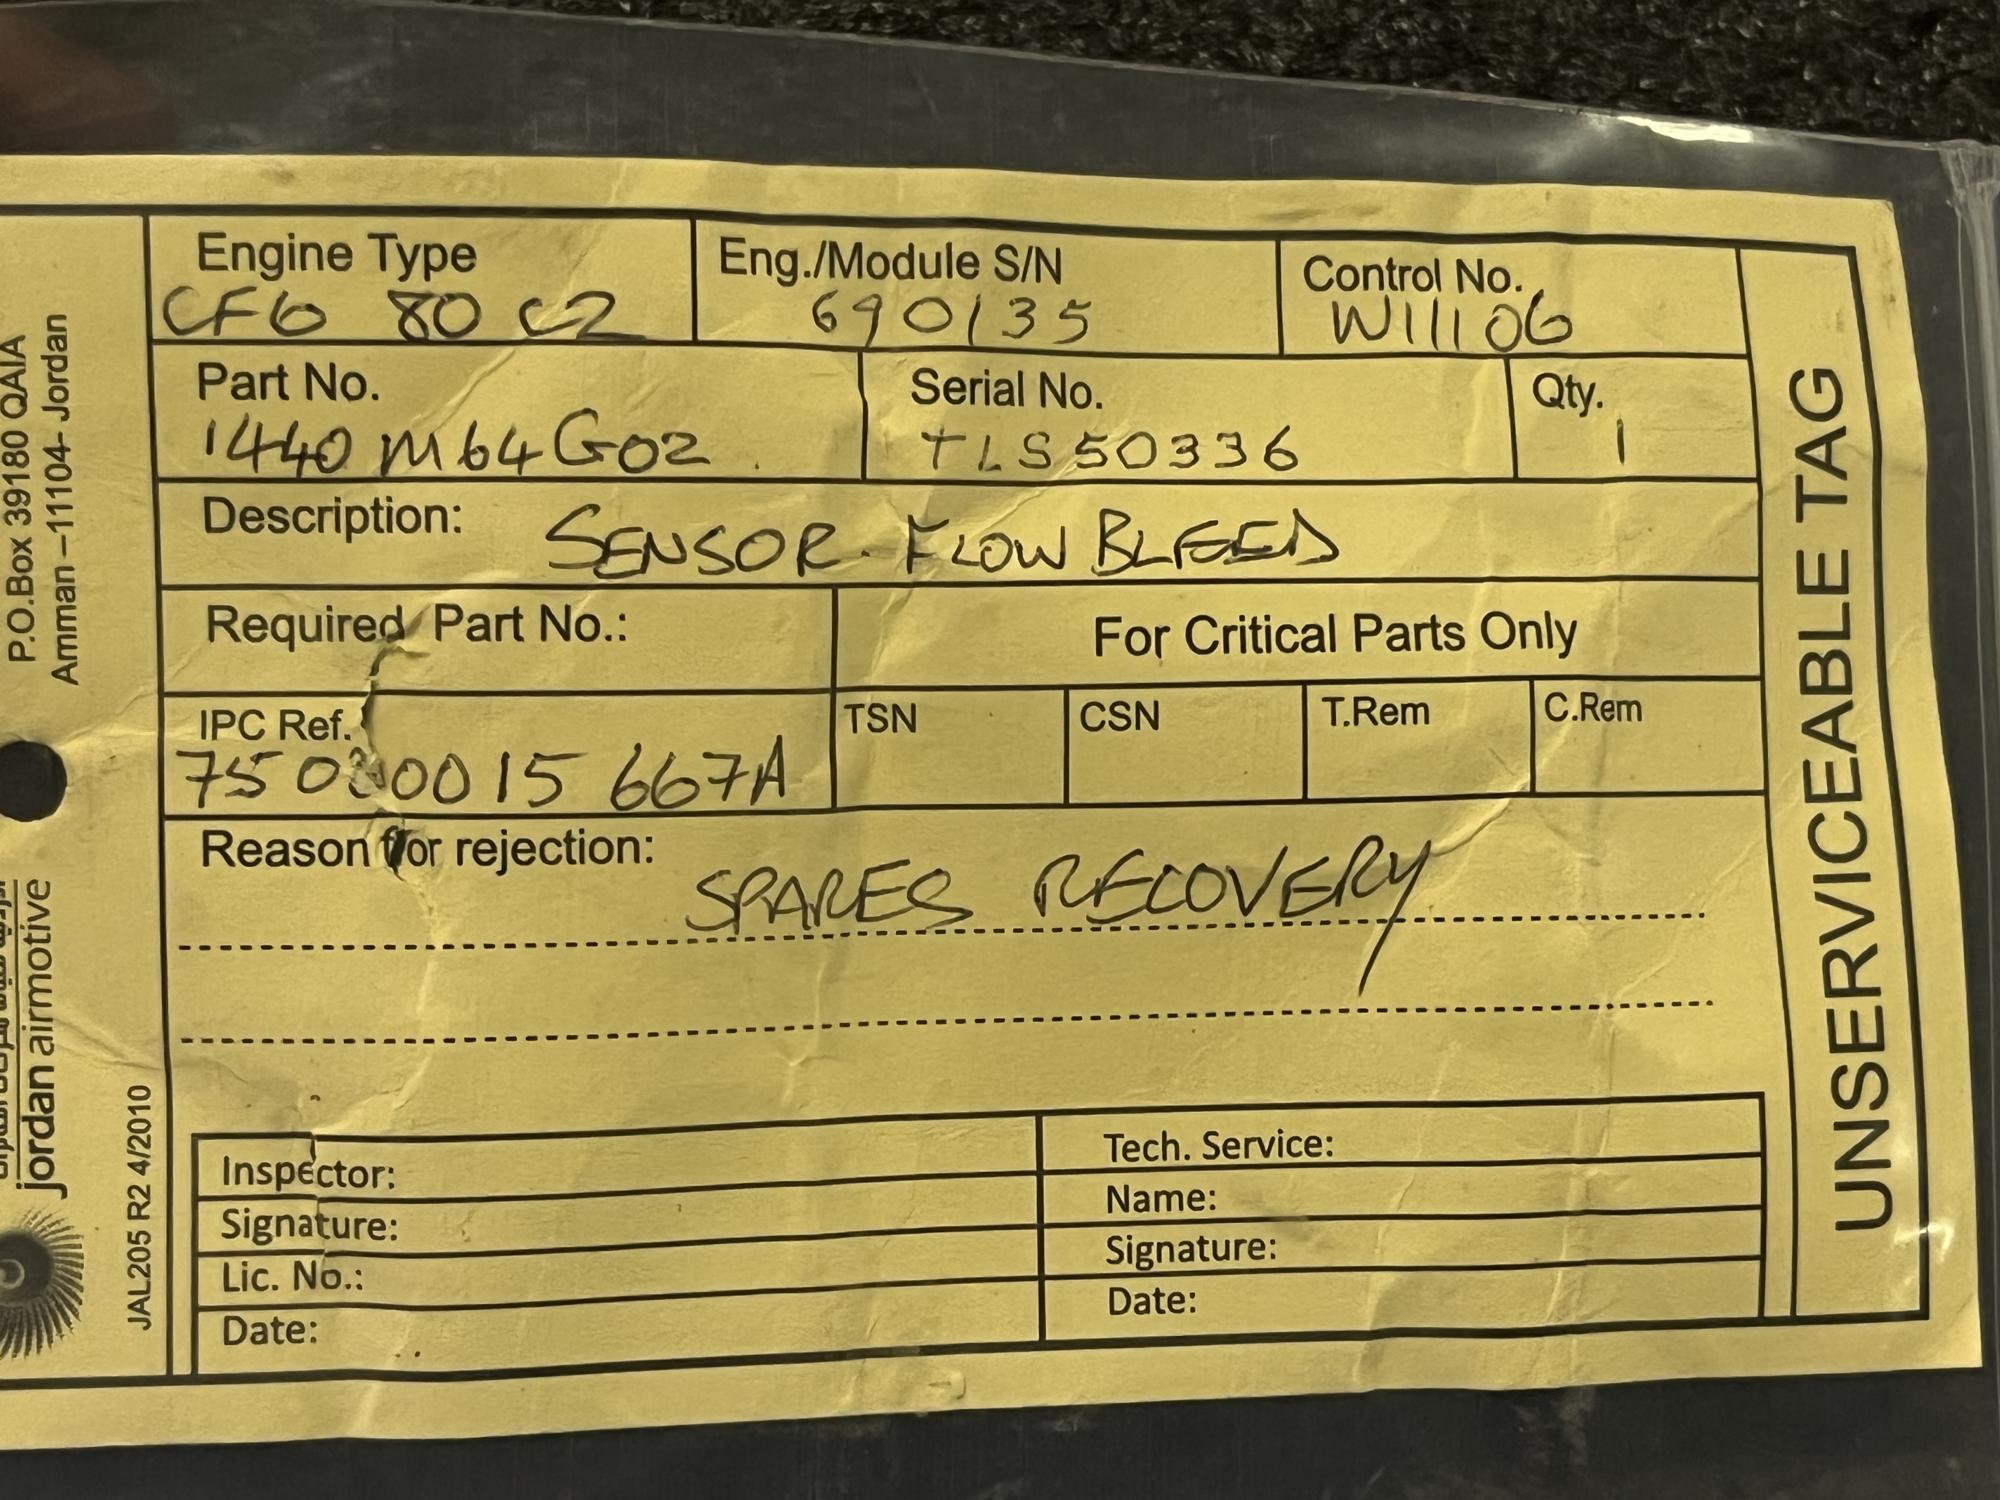 P.O.Box 39180 QAIA
Amman –11104- Jordan
jordan airmotive
JAL205 R2 4/2010
Engine Type
CF6 80 C2
Eng./Module S/N
690135
Control No.
W111106
Part No.
1440M64G02
Serial No.
TLS50336
Qty.
1
Description: SENSOR-FLOW BLEED
Required Part No.:
For Critical Parts Only
IPC Ref.
15 667A
TSN
CSN
T.Rem
C.Rem
Reason for rejection:
SPARES RECOVERY
Inspector:
Signature:
Lic. No.:
Date:
Tech. Service:
Name:
Signature:
Date:
UNSERVICEABLE TAG